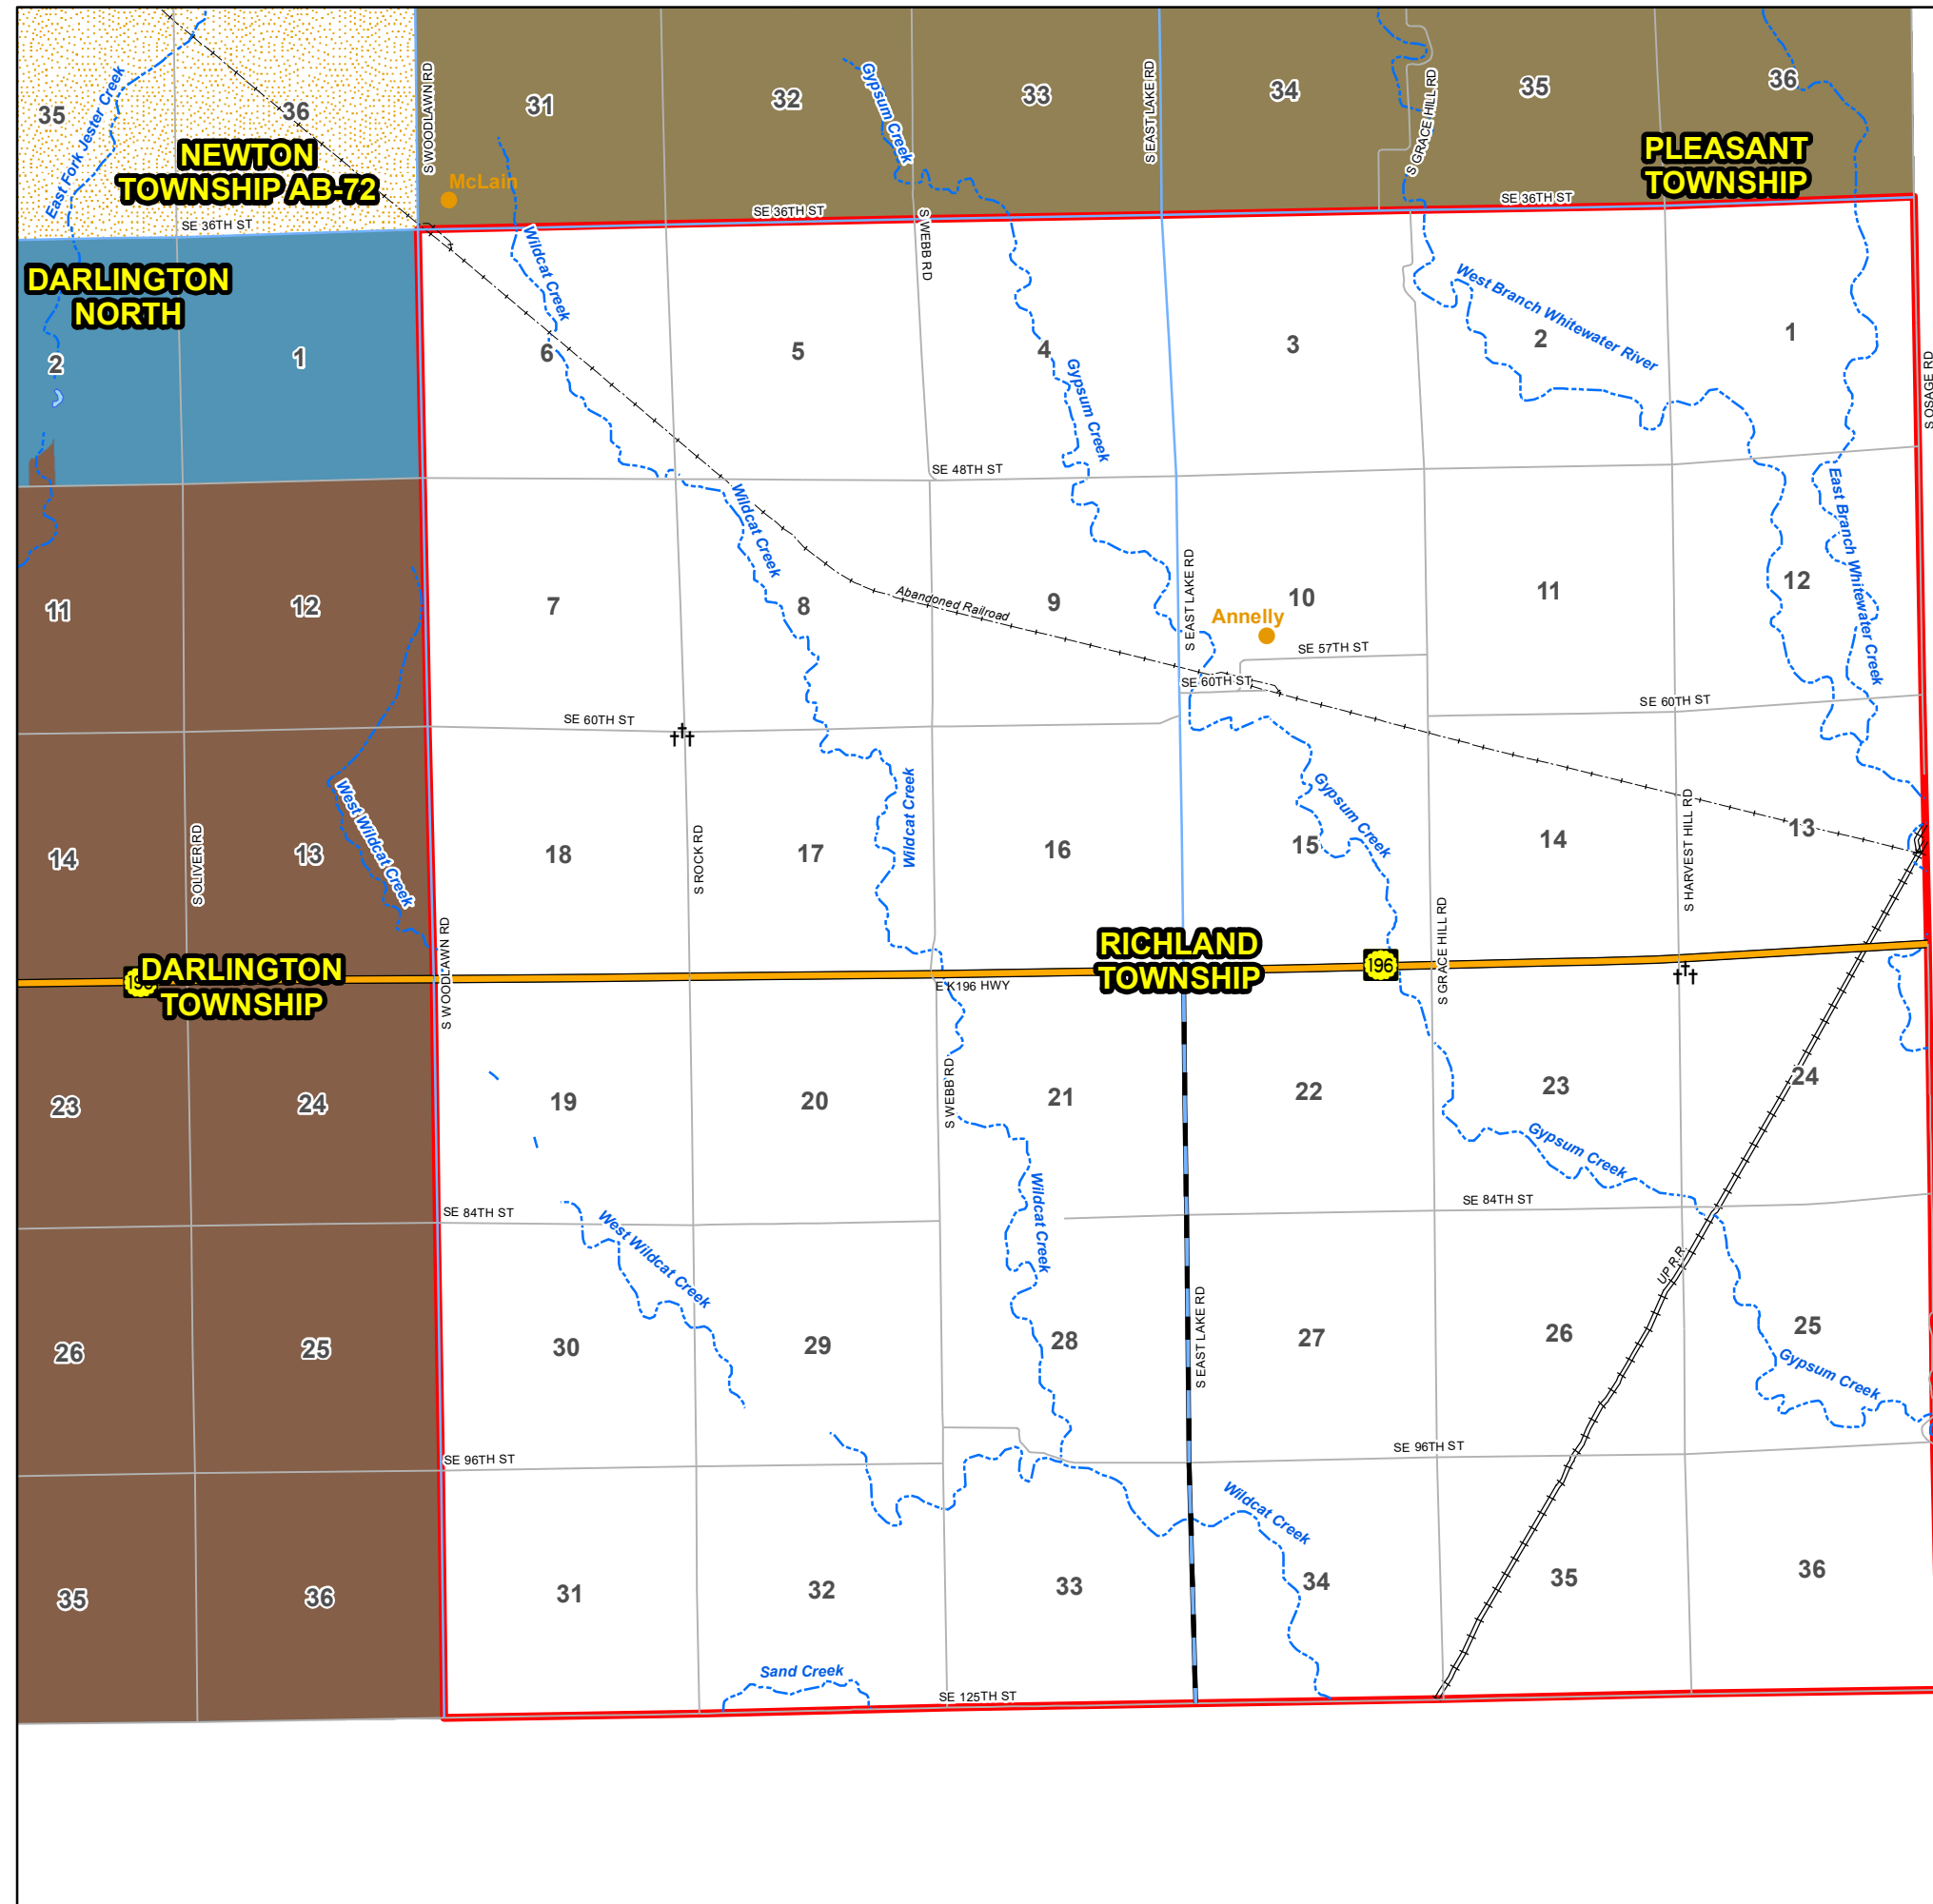 35
36
31
32
33
34
35
36
East Fork Jester Creek
S WOODLAWN RD
Gypsum Creek
S EAST LAKE RD
S GRACE HILL RD
NEWTON
TOWNSHIP AB-72
McLain
PLEASANT
TOWNSHIP
SE 36TH ST
SE 36TH ST
SE 36TH ST
S WEBB RD
Wildcat Creek
DARLINGTON
NORTH
West Branch Whitewater River
2
1
6
5
4
3
2
1
Gypsum Creek
S OSAGE RD
SE 48TH ST
Wildcat Creek
East Branch Whitewater Creek
11
12
7
8
Abandoned Railroad
9
S EAST LAKE RD
10
11
12
Annelly
SE 57TH ST
SE 60TH ST
SE 60TH ST
SE 60TH ST
West Wildcat Creek
Wildcat Creek
Gypsum Creek
S HARVEST HILL RD
14
S OLIVER RD
13
18
S ROCK RD
17
16
15
14
13
S WOODLAWN RD
S GRACE HILL RD
DARLINGTON
TOWNSHIP
RICHLAND
TOWNSHIP
196
E K196 HWY
23
24
19
20
S WEBB RD
21
22
23
24
Gypsum Creek
SE 84TH ST
SE 84TH ST
West Wildcat Creek
Wildcat Creek
UP R.R.
26
25
30
29
28
S EAST LAKE RD
27
26
25
Gypsum Creek
SE 96TH ST
SE 96TH ST
Wildcat Creek
35
36
31
32
33
34
35
36
Sand Creek
SE 125TH ST